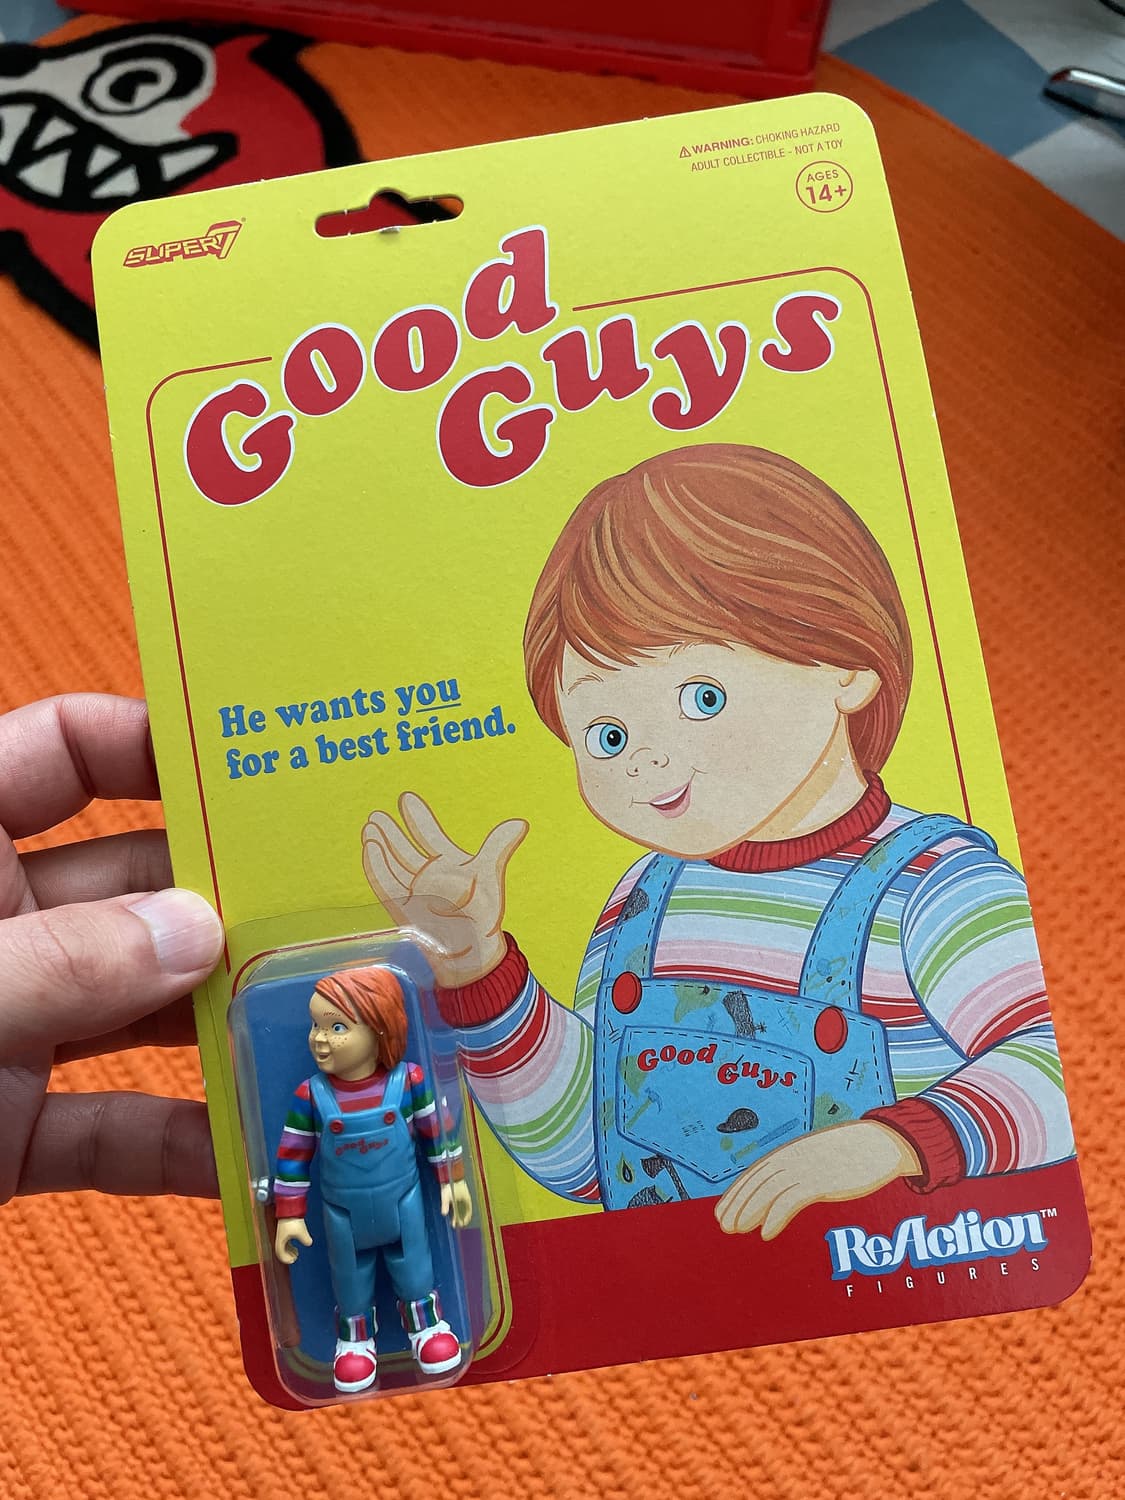 ⚠WARNING: CHOKING HAZARD
ADULT COLLECTIBLE - NOT A TOY
AGES
14+
SUPER7®
Good
Guys
He wants you
for a best friend.
Good Guys
Good Guys
ReAction™
FIGURES